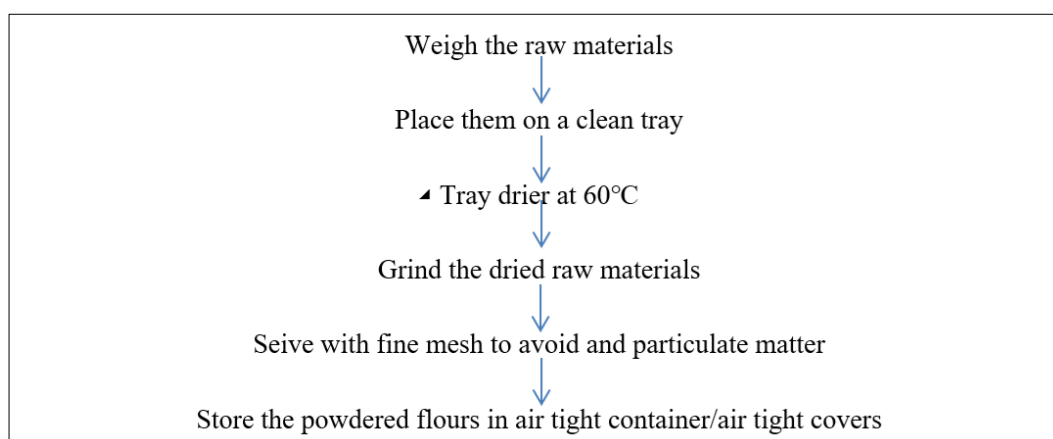 Weigh the raw materials
Place them on a clean tray
Tray drier at 60℃
Grind the dried raw materials
Seive with fine mesh to avoid and particulate matter
Store the powdered flours in air tight container/air tight covers